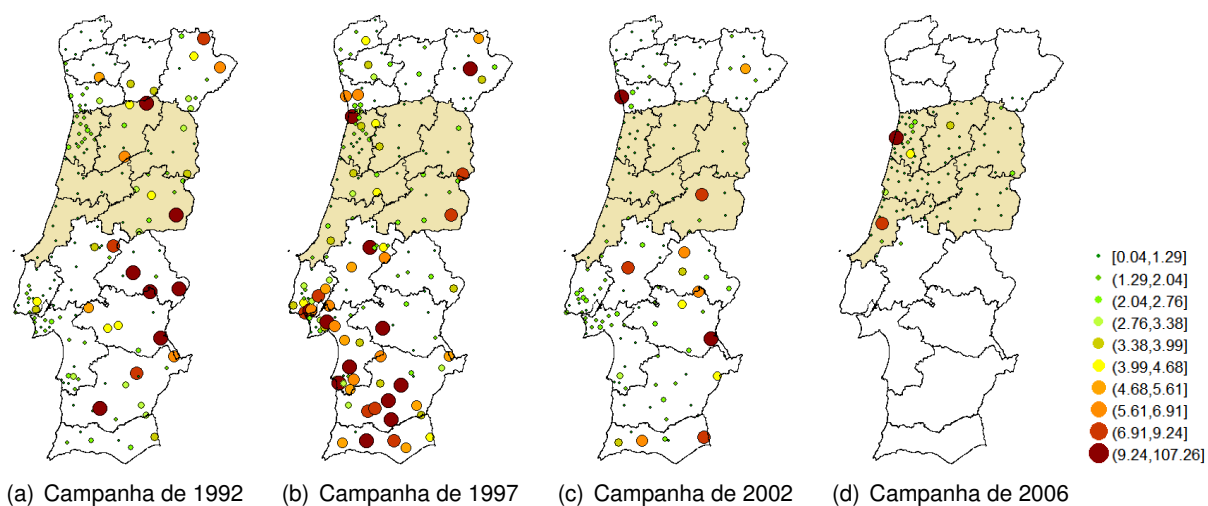 [0.04,1.29]
(1.29,2.04]
(2.04,2.76]
(2.76,3.38]
(3.38,3.99]
(3.99,4.68]
(4.68,5.61]
(5.61,6.91]
(6.91,9.24]
(9.24,107.26]
(a) Campanha de 1992
(b) Campanha de 1997
(c) Campanha de 2002
(d) Campanha de 2006